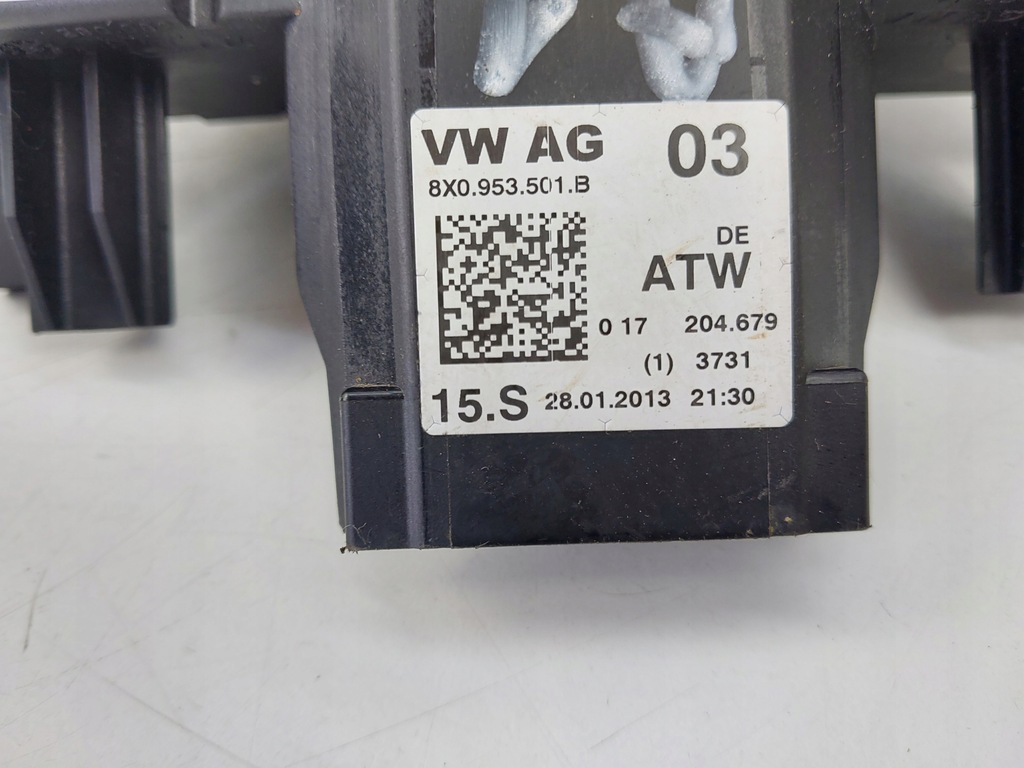 VW AG 03
8X0.953.501.B
DE
ATW
0 17 204.679
(1) 3731
15.S 28.01.2013 21:30